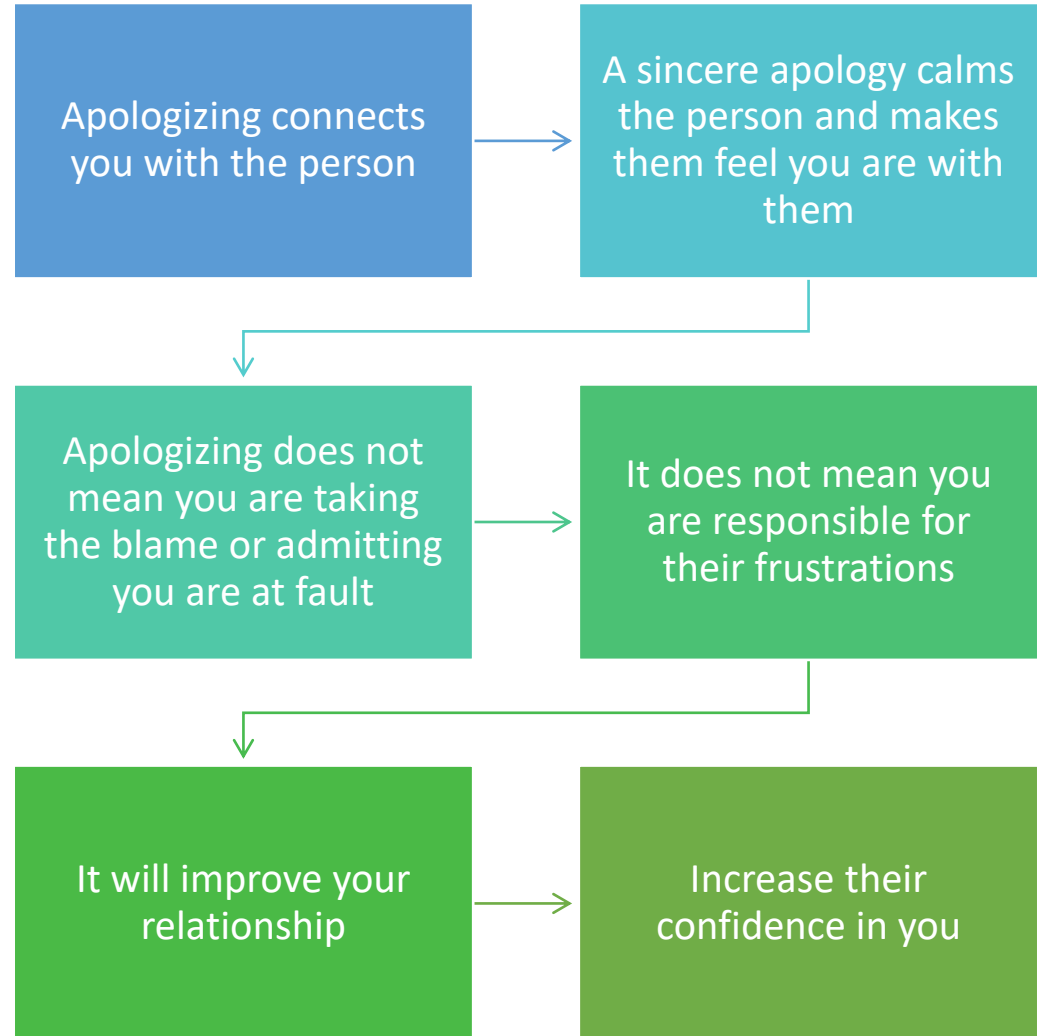 Apologizing connects
you with the person
A sincere apology calms
the person and makes
them feel you are with
them
Apologizing does not
mean you are taking
the blame or admitting
you are at fault
It does not mean you
are responsible for
their frustrations
It will improve your
relationship
Increase their
confidence in you